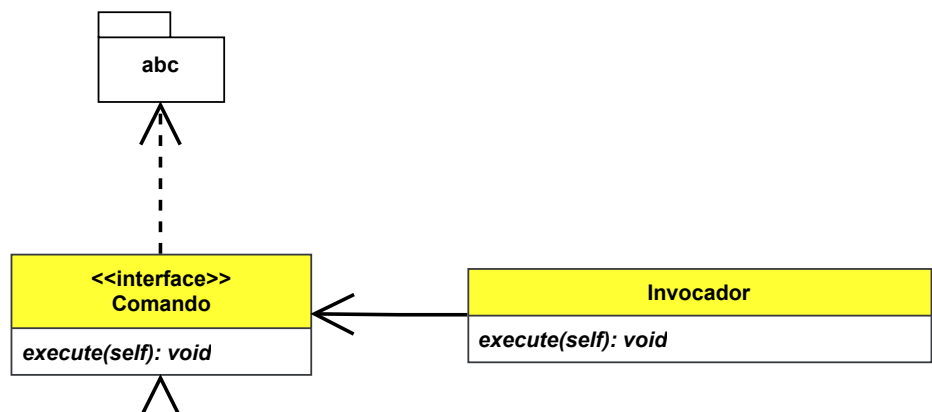 abc
<<interface>>
Comando
execute(self): void
Invocador
execute(self): void